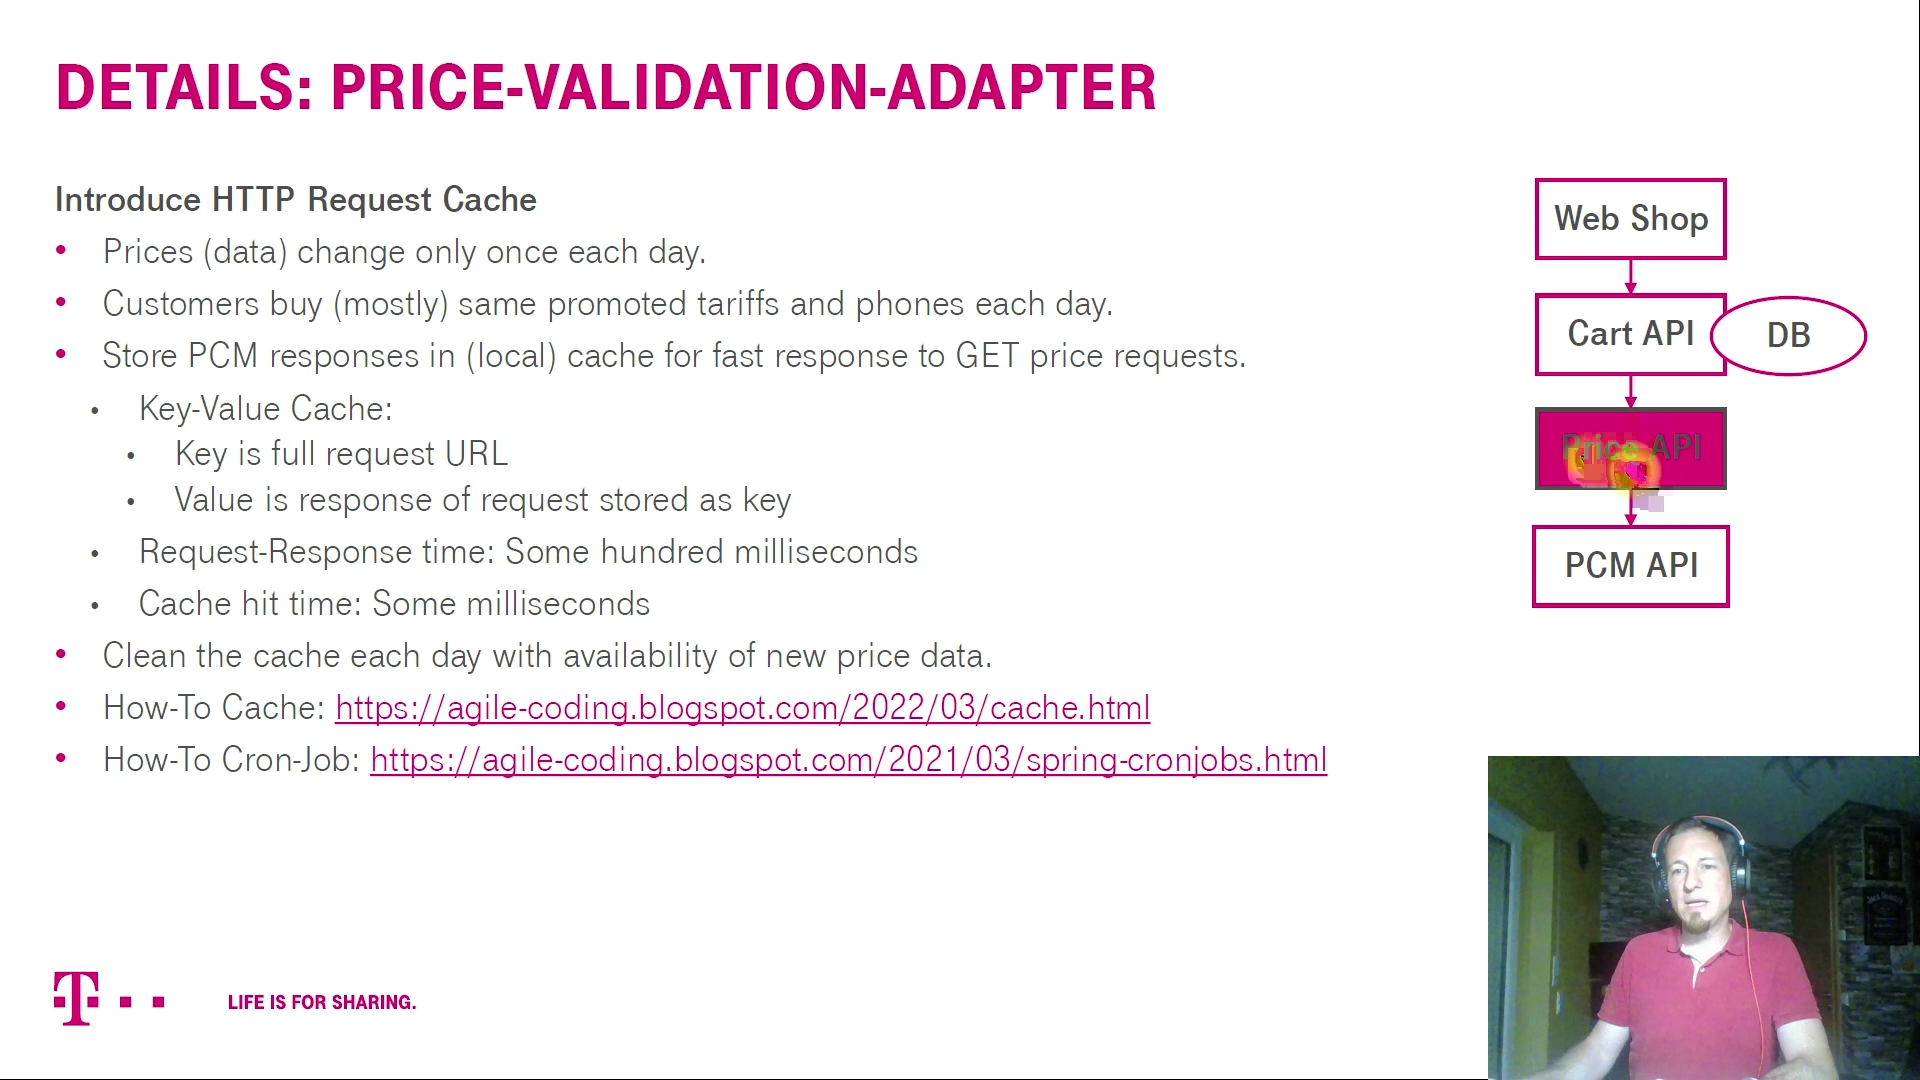 DETAILS: PRICE-VALIDATION-ADAPTER
Introduce HTTP Request Cache
• Prices (data) change only once each day.
• Customers buy (mostly) same promoted tariffs and phones each day.
• Store PCM responses in (local) cache for fast response to GET price requests.
• Key-Value Cache:
• Key is full request URL
• Value is response of request stored as key
• Request-Response time: Some hundred milliseconds
• Cache hit time: Some milliseconds
• Clean the cache each day with availability of new price data.
• How-To Cache: https://agile-coding.blogspot.com/2022/03/cache.html
• How-To Cron-Job: https://agile-coding.blogspot.com/2021/03/spring-cronjobs.html
Web Shop
Cart API
DB
Price API
PCM API
T
LIFE IS FOR SHARING.